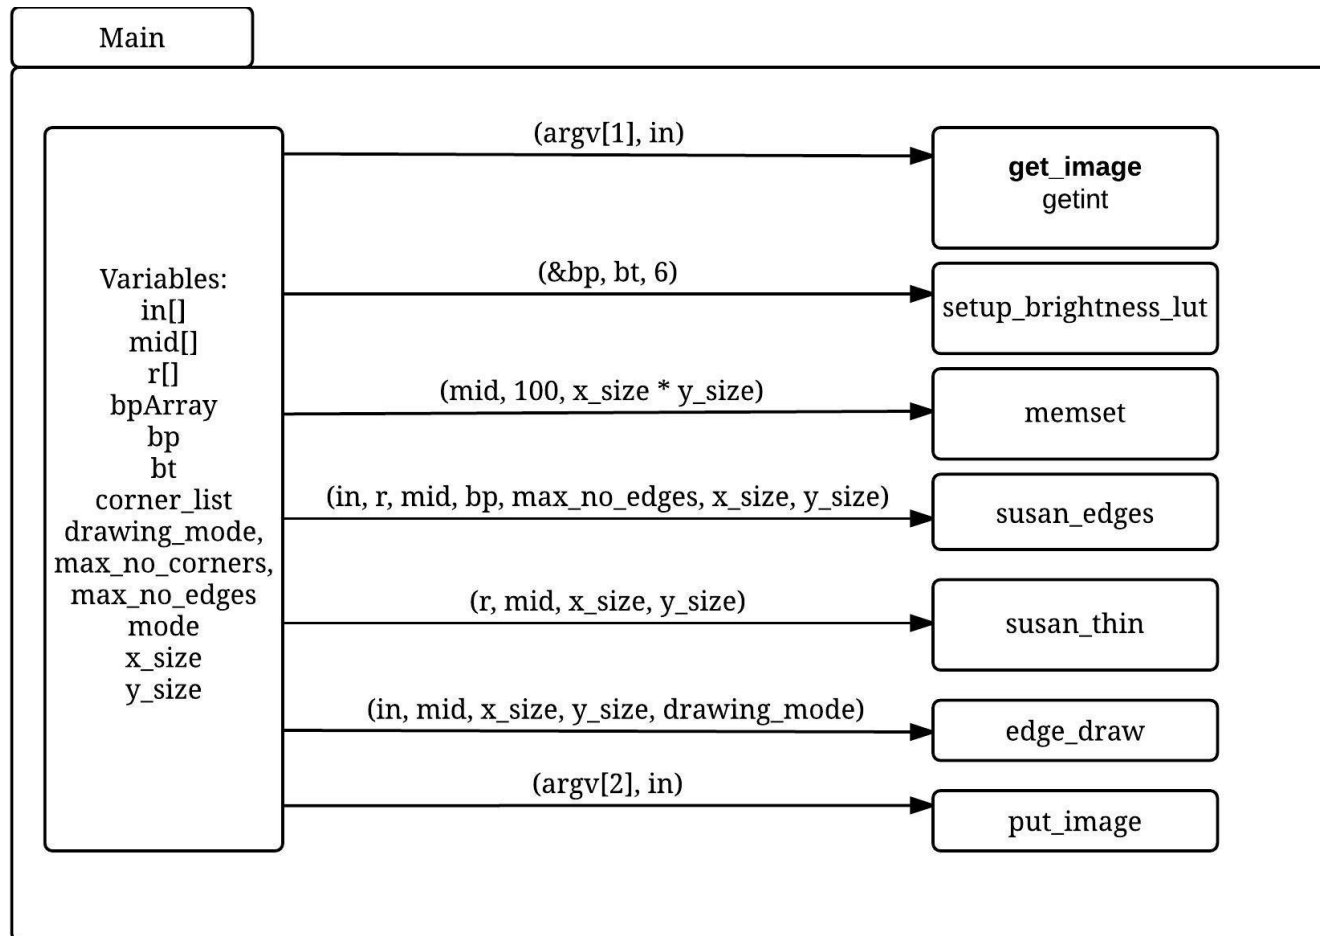 Main
Variables:
in[]
mid[]
r[]
bpArray
bp
bt
corner_list
drawing_mode,
max_no_corners,
max_no_edges
mode
x_size
y_size
(argv[1], in)
get_image
getint
(&bp, bt, 6)
setup_brightness_lut
(mid, 100, x_size * y_size)
memset
(in, r, mid, bp, max_no_edges, x_size, y_size)
susan_edges
(r, mid, x_size, y_size)
susan_thin
(in, mid, x_size, y_size, drawing_mode)
edge_draw
(argv[2], in)
put_image